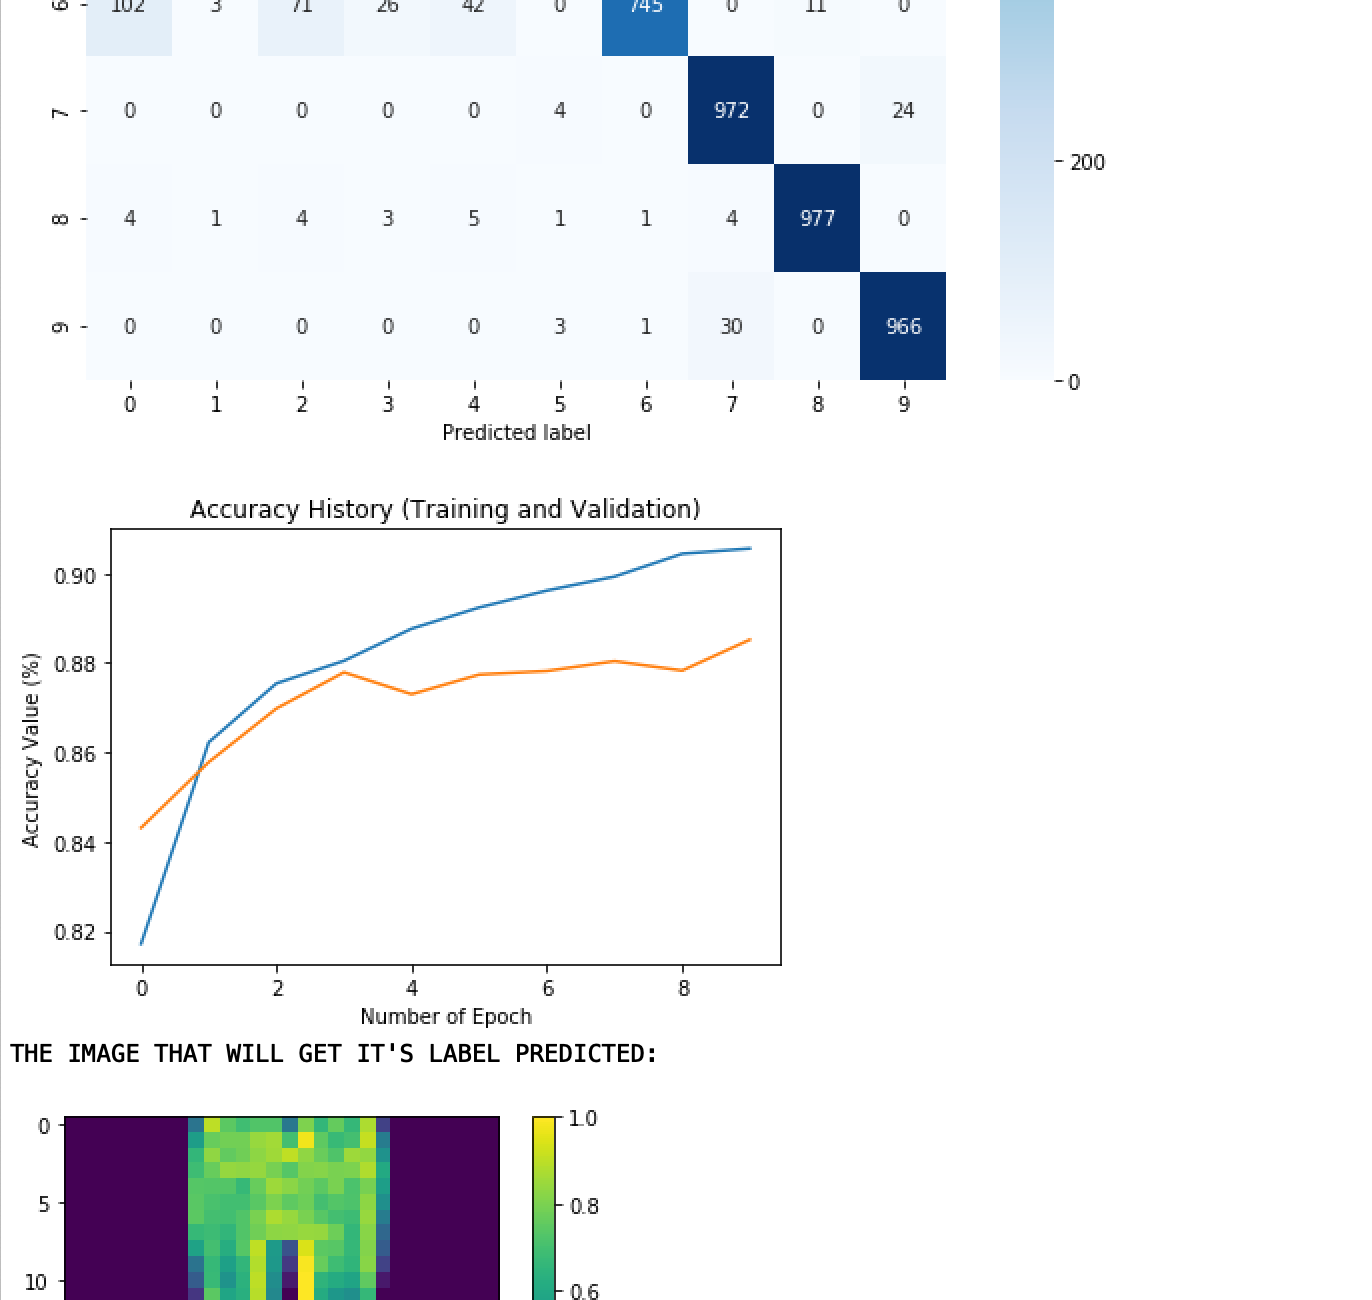 6 102 3 71 26 42 0 745 0 11 0
7 0 0 0 0 4 0 972 0 24
200
8 4 1 4 3 5 1 1 4 977 0
9 0 0 0 0 0 3 1 30 0 966
0
0 1 2 3 4 5 6 7 8 9
Predicted label
Accuracy History (Training and Validation)
0.90
0.88
0.86
0.84
0.82
Accuracy Value (%)
0 2 4 6 8
Number of Epoch
THE IMAGE THAT WILL GET IT'S LABEL PREDICTED:
0
5
10
1.0
0.8
0.6